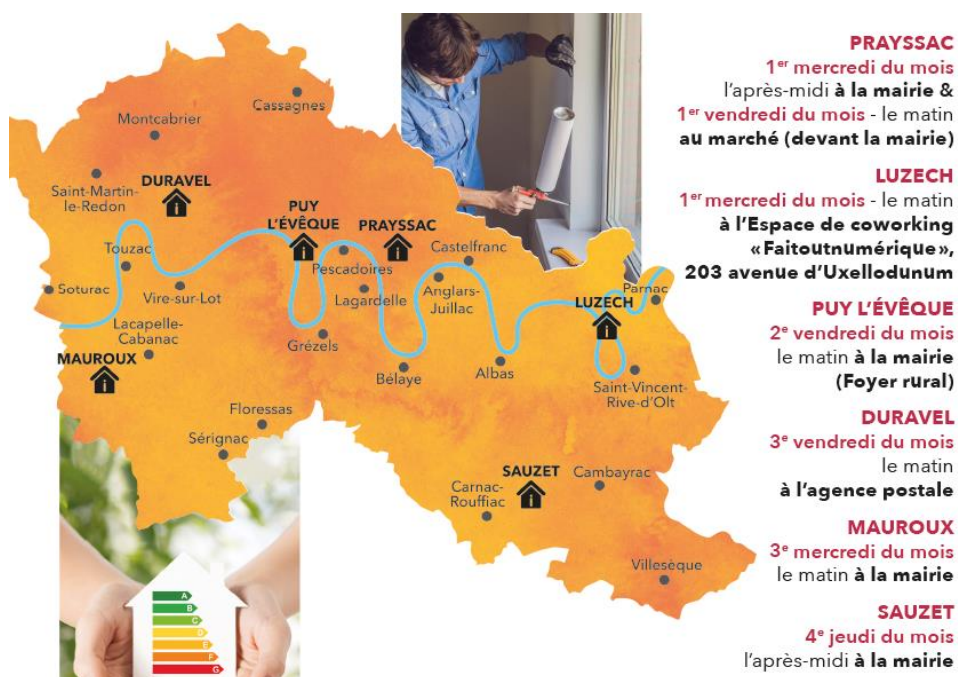 Cassagnes
Montcabrier
Saint-Martin-
le-Redon
DURAVEL
PUY
L'ÉVÊQUE
PRAYSSAC
Castelfranc
Touzac
Pescadoires
Soturac
Vire-sur-Lot
Lagardelle
Anglars-
Juillac
LUZECH
Parnac
Lacapelle-
Cabanac
MAUROUX
Grézels
Bélaye
Albas
Saint-Vincent-
Rive-d'Olt
Floressas
Sérignac
SAUZET
Cambayrac
Carnac-
Rouffiac
Villesèque
A
B
C
D
E
F
G
PRAYSSAC
1er mercredi du mois
l'après-midi à la mairie &
1er vendredi du mois - le matin
au marché (devant la mairie)
LUZECH
1er mercredi du mois - le matin
à l'Espace de coworking
«Faitoutnumérique»,
203 avenue d'Uxellodunum
PUY L'ÉVÊQUE
2e vendredi du mois
le matin à la mairie
(Foyer rural)
DURAVEL
3e vendredi du mois
le matin
à l'agence postale
MAUROUX
3e mercredi du mois
le matin à la mairie
SAUZET
4e jeudi du mois
l'après-midi à la mairie